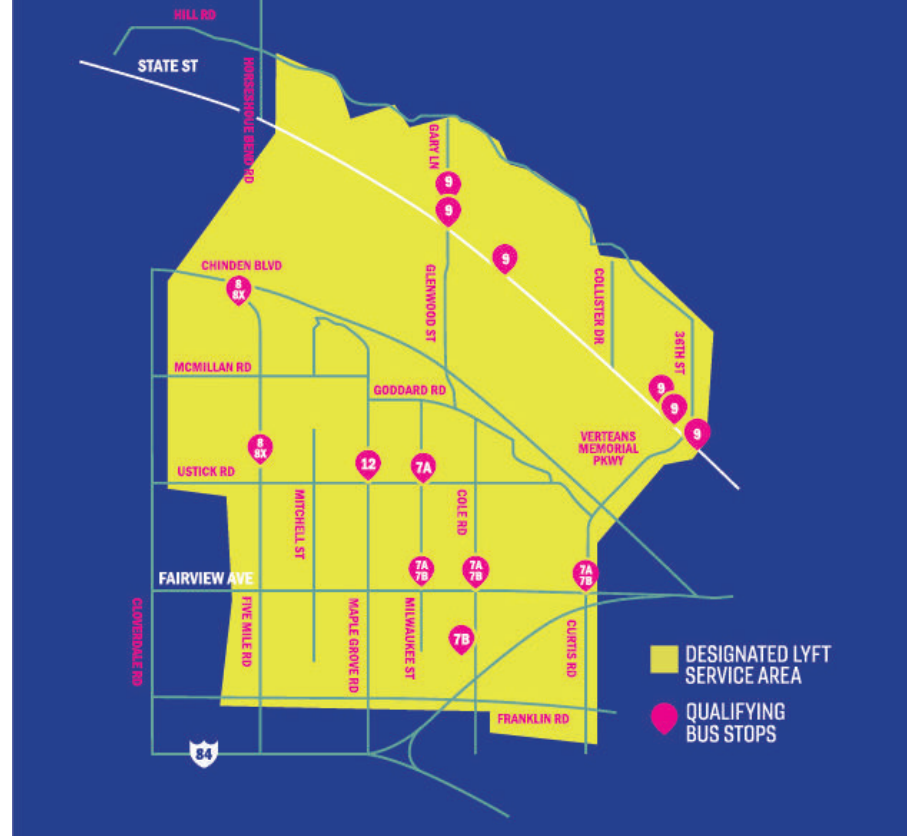 HILL RD
STATE ST
HORSESHOVE BEND RD
GARY LN
9
9
9
CHINDEN BLVD
8
8X
GLENWOOD ST
COLLISTER DR
36TH ST
MCMILLAN RD
GODDARD RD
9
9
9
VERTEANS
MEMORIAL
PKWY
8
8X
12
7A
USTICK RD
MITCHELL ST
COLE RD
7A
7B
7A
7B
7A
7B
FAIRVIEW AVE
CLOVERDALE RD
FIVE MILE RD
MAPLE GROVE RD
MILWAUKEE ST
7B
CURTIS RD
DESIGNATED LYFT
SERVICE AREA
QUALIFYING
BUS STOPS
FRANKLIN RD
84